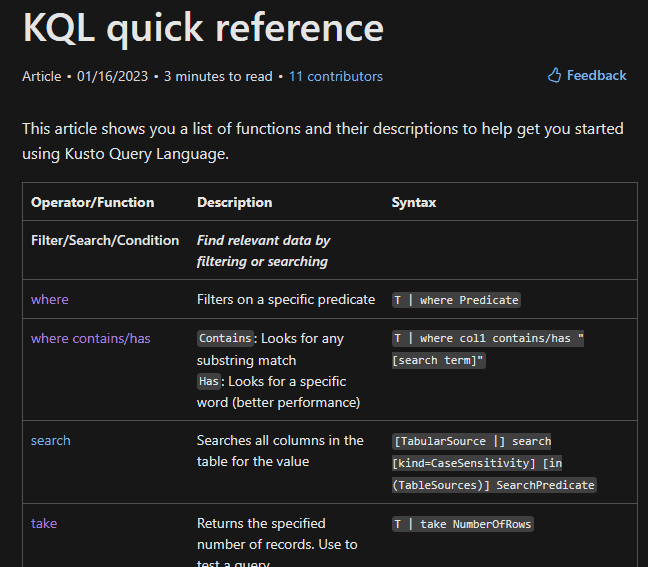 KQL quick reference
Article • 01/16/2023 • 3 minutes to read • 11 contributors
Feedback
This article shows you a list of functions and their descriptions to help get you started
using Kusto Query Language.
Operator/Function Description Syntax
Filter/Search/Condition
Find relevant data by
filtering or searching
where
Filters on a specific predicate
T | where Predicate
where contains/has
Contains: Looks for any
substring match
Has: Looks for a specific
word (better performance)
T | where col1 contains/has "
[search term]"
search
Searches all columns in the
table for the value
[TabularSource |] search
[kind=CaseSensitivity] [in
(TableSources)] SearchPredicate
take
Returns the specified
number of records. Use to
test a query
T | take NumberOfRows